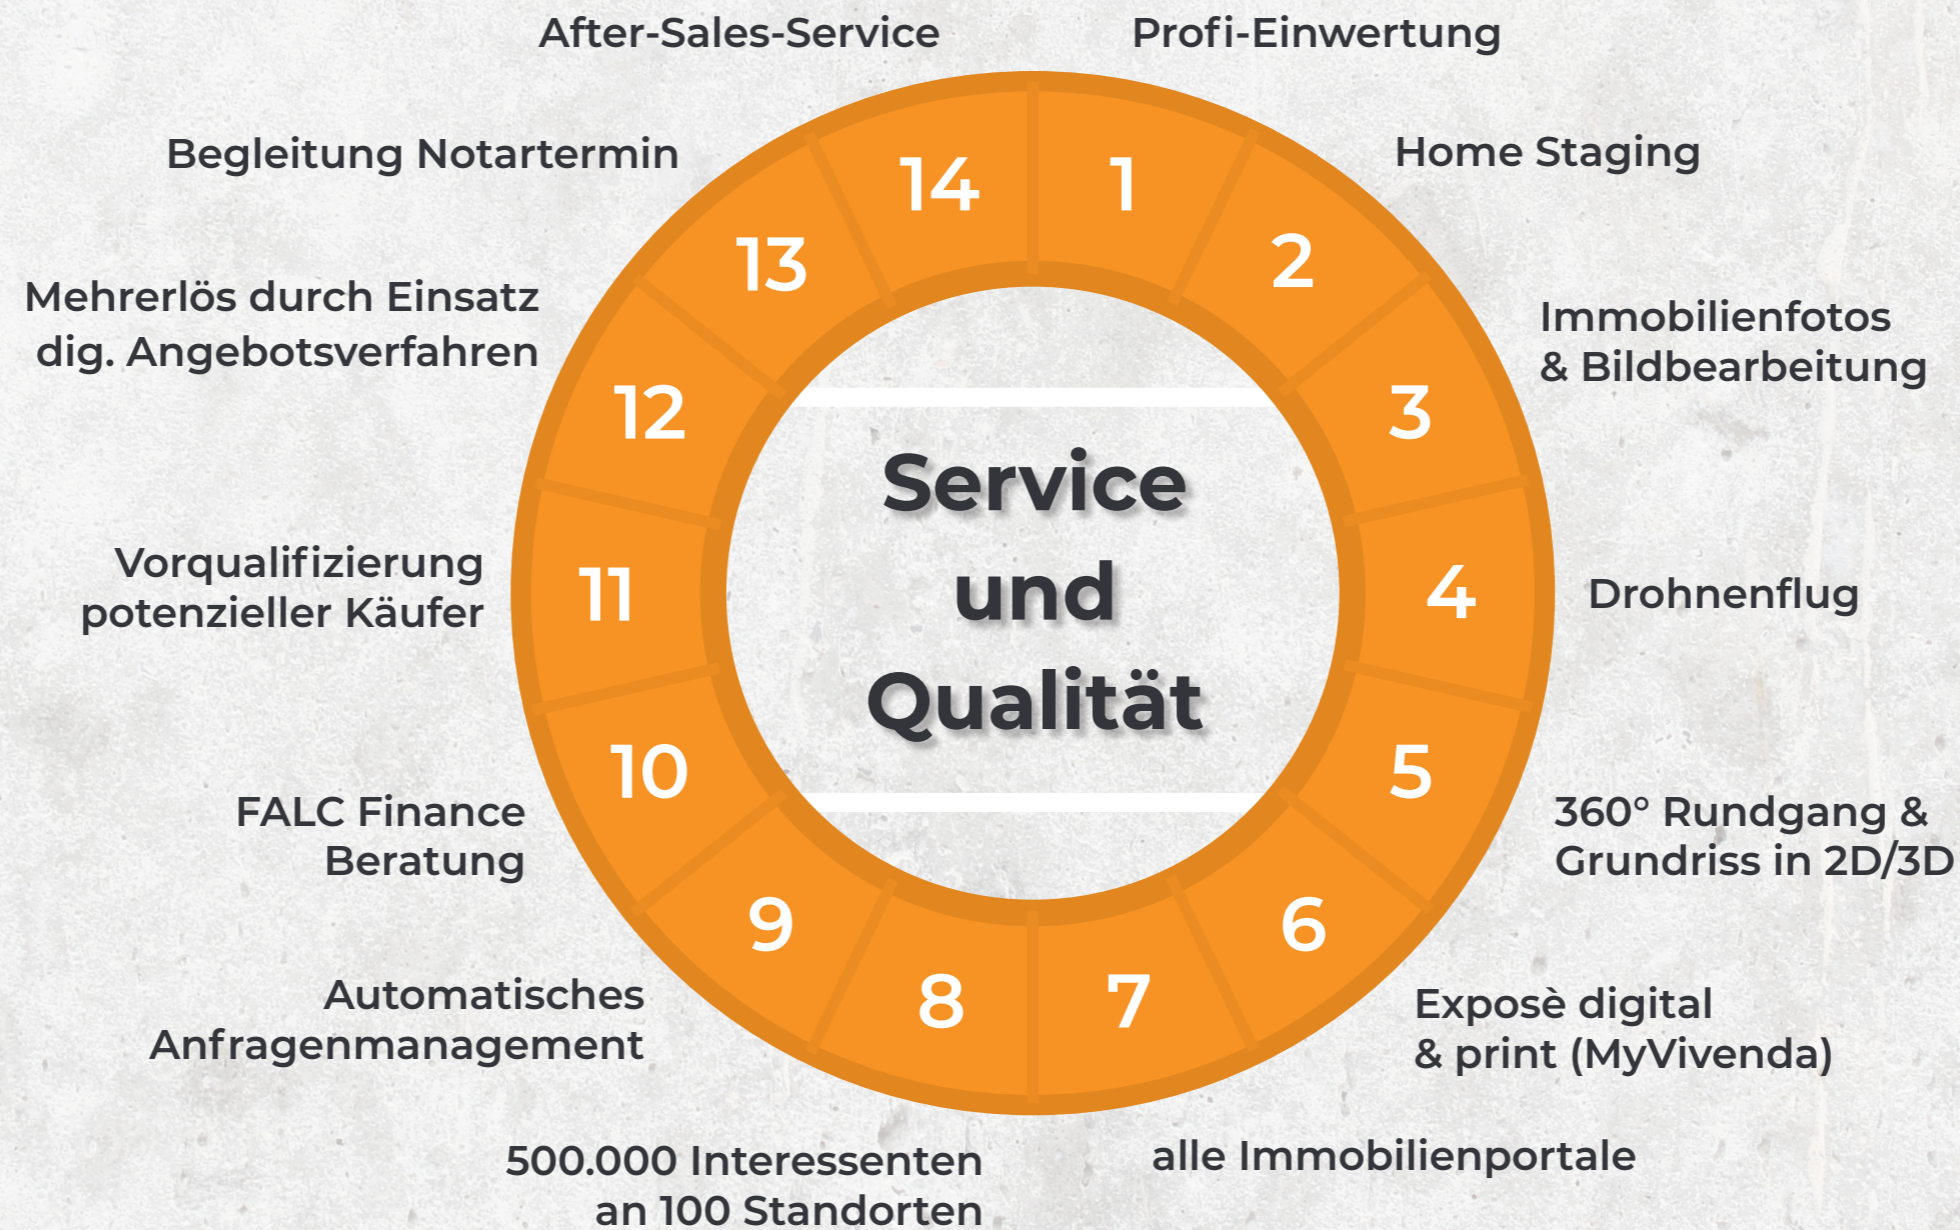 After-Sales-Service
Profi-Einwertung
Begleitung Notartermin
Home Staging
14
1
13
2
Mehrerlös durch Einsatz
dig. Angebotsverfahren
Immobilienfotos
& Bildbearbeitung
12
3
Service
und
Qualität
Vorqualifizierung
potenzieller Käufer
11
4
Drohnenflug
10
5
FALC Finance
Beratung
360° Rundgang &
Grundriss in 2D/3D
9
6
Automatisches
Anfragenmanagement
8
7
Exposè digital
& print (MyVivenda)
500.000 Interessenten
an 100 Standorten
alle Immobilienportale